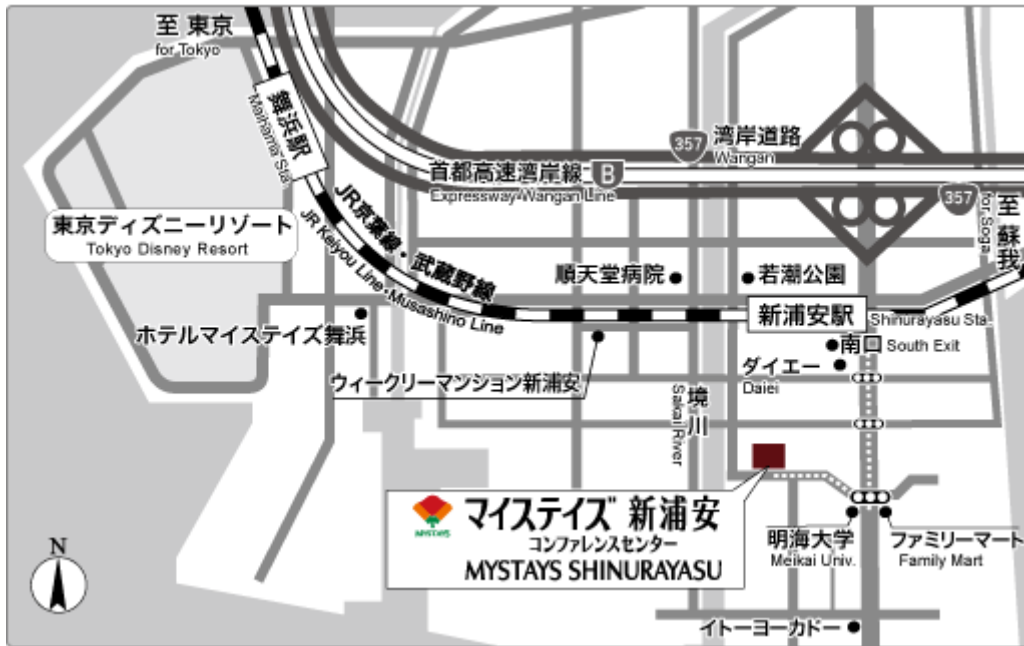 至 東京
for Tokyo
舞浜駅
Maihama Sta.
357
湾岸道路
Wangan
首都高速湾岸線
B
Expressway-Wangan Line
357
至 蘇我
for Soga
東京ディズニーリゾート
Tokyo Disney Resort
JR京葉線・武蔵野線
JR Keiyou Line・Musashino Line
順天堂病院
若潮公園
新浦安駅
Shinurayasu Sta.
ホテルマイステイズ舞浜
南口
South Exit
ウィークリーマンション新浦安
ダイエー
Daiei
境川
Sakai River
MYSTAYS
マイステイズ 新浦安
コンファレンスセンター
MYSTAYS SHINURAYASU
明海大学
Meikai Univ.
ファミリーマート
Family Mart
N
イトーヨーカドー